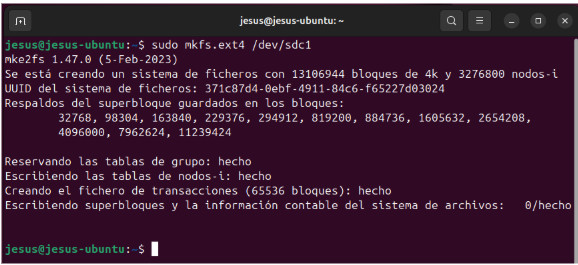 jesus@jesus-ubuntu: ~
jesus@jesus-ubuntu:~$ sudo mkfs.ext4 /dev/sdc1
mke2fs 1.47.0 (5-Feb-2023)
Se está creando un sistema de ficheros con 13106944 bloques de 4k y 3276800 nodos-i
UUID del sistema de ficheros: 371c87d4-0ebf-4911-84c6-f65227d03024
Respaldos del superbloque guardados en los bloques:
32768, 98304, 163840, 229376, 294912, 819200, 884736, 1605632, 2654208,
4096000, 7962624, 11239424
Reservando las tablas de grupo: hecho
Escribiendo las tablas de nodos-i: hecho
Creando el fichero de transacciones (65536 bloques): hecho
Escribiendo superbloques y la información contable del sistema de archivos:   0/hecho
jesus@jesus-ubuntu:~$